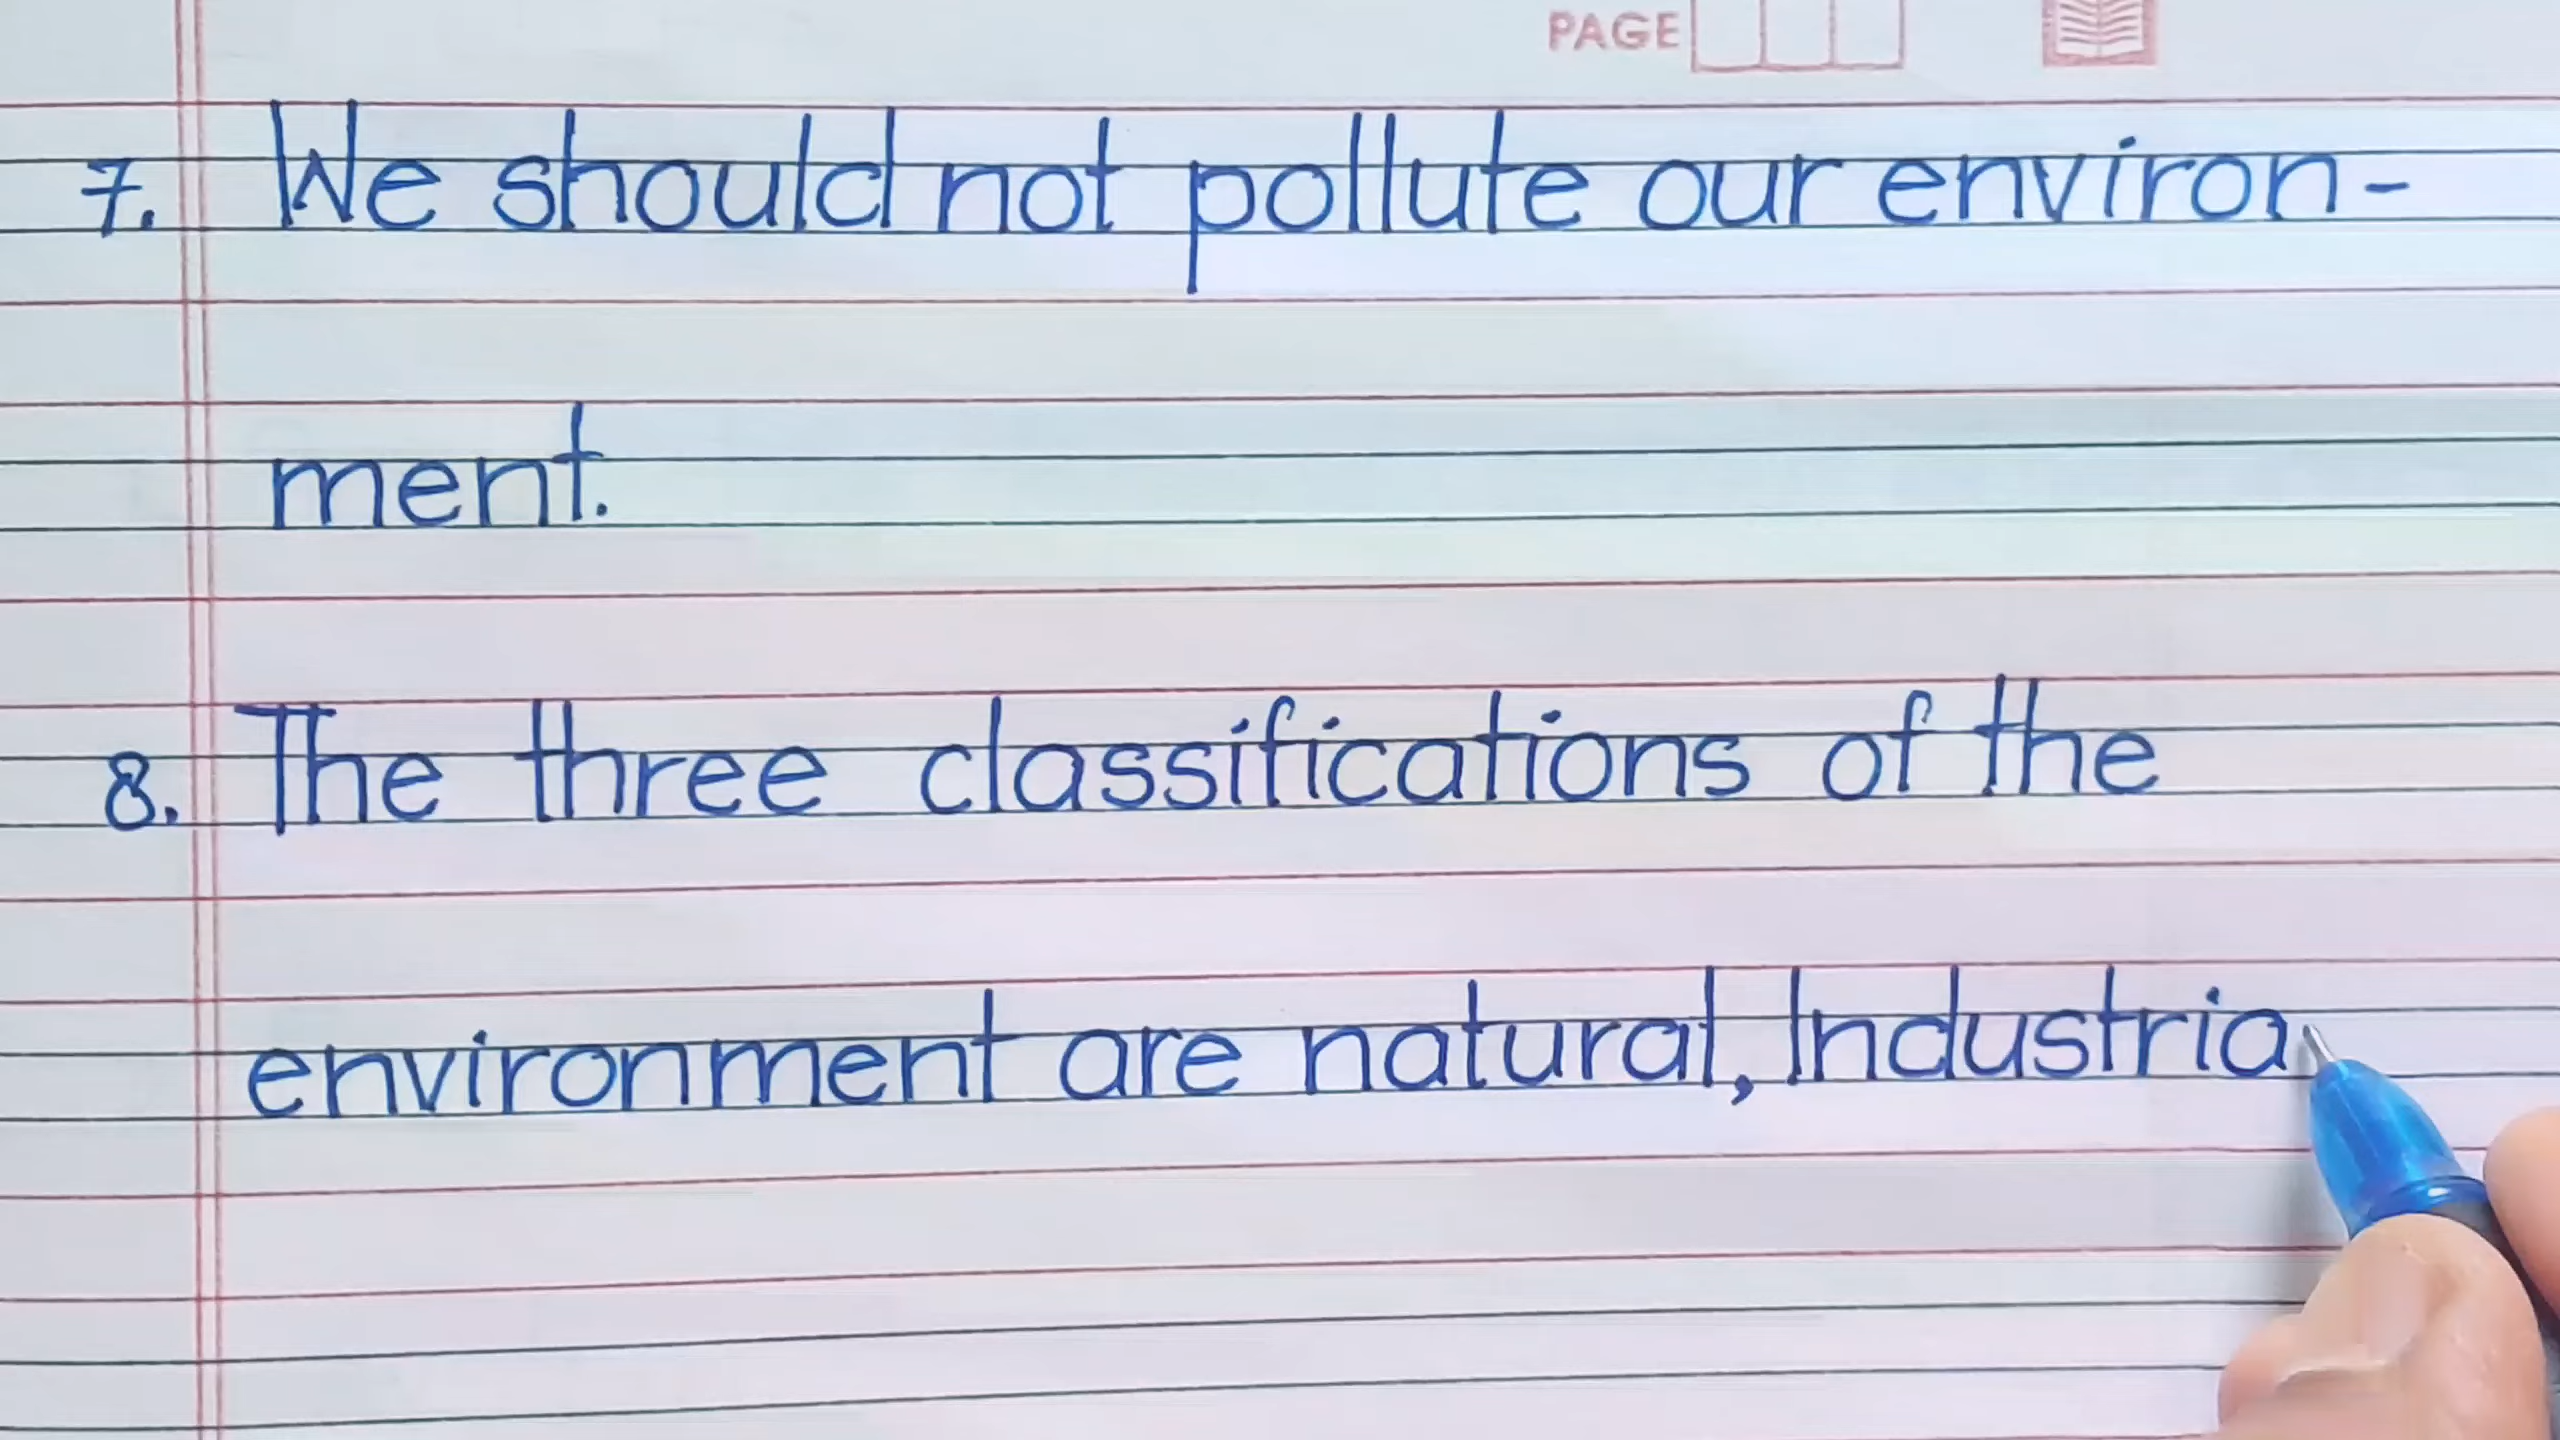 PAGE
7. We should not pollute our environ-
ment.
8. The three classifications of the
environment are natural, Industria